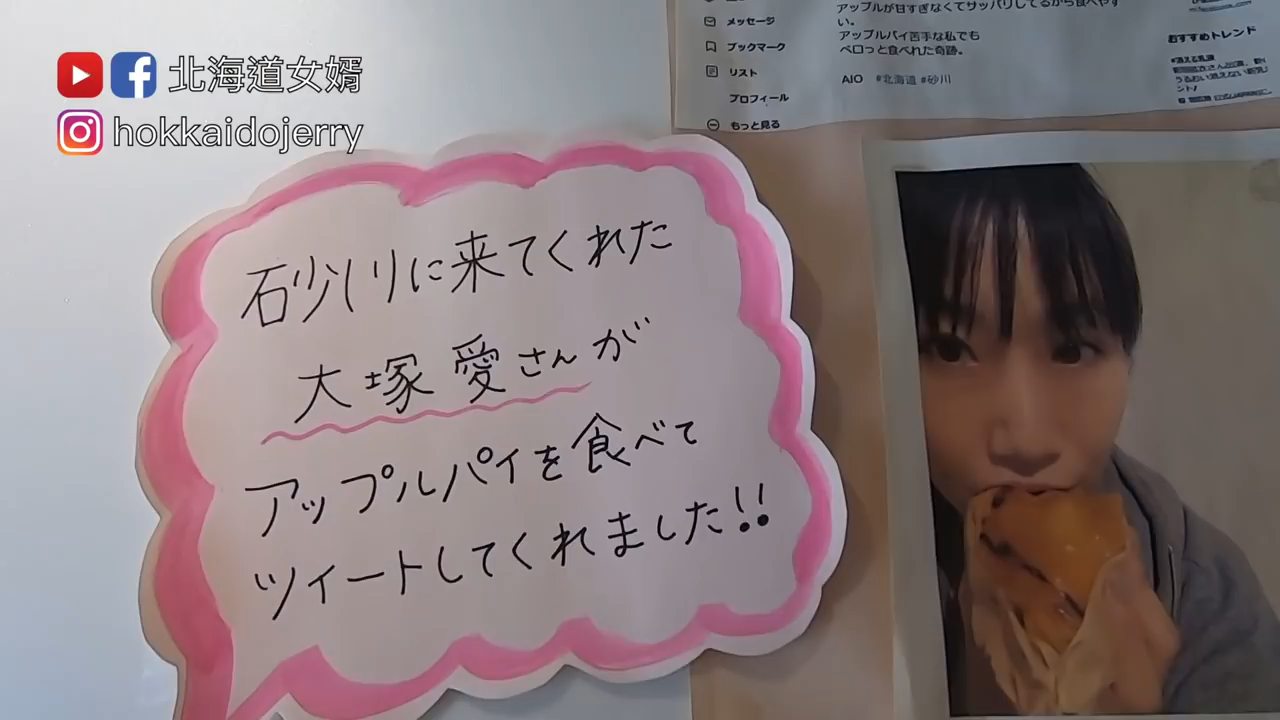 北海道女婿
hokkaidojerry
メッセージ
ブックマーク
リスト
プロフィール
もっと見る
アップルが甘すぎなくてサッパリしてるから食べやす
い。
アップルパイ苦手な私でも
ペロっと食べれた奇跡。
AIO #北海道 #砂川
おすすめトレンド
砂川に来てくれた
大塚 愛さんが
アップルパイを食べて
ツイートしてくれました!!